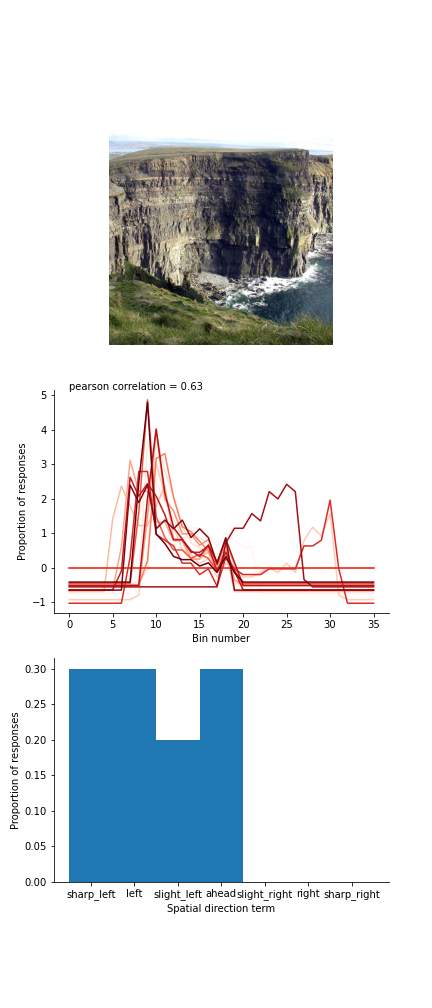 pearson correlation = 0.63
Proportion of responses
5
4
3
2
1
0
−1
0 5 10 15 20 25 30 35
Bin number
Proportion of responses
0.30
0.25
0.20
0.15
0.10
0.05
0.00
sharp_left left slight_left ahead slight_right right sharp_right
Spatial direction term